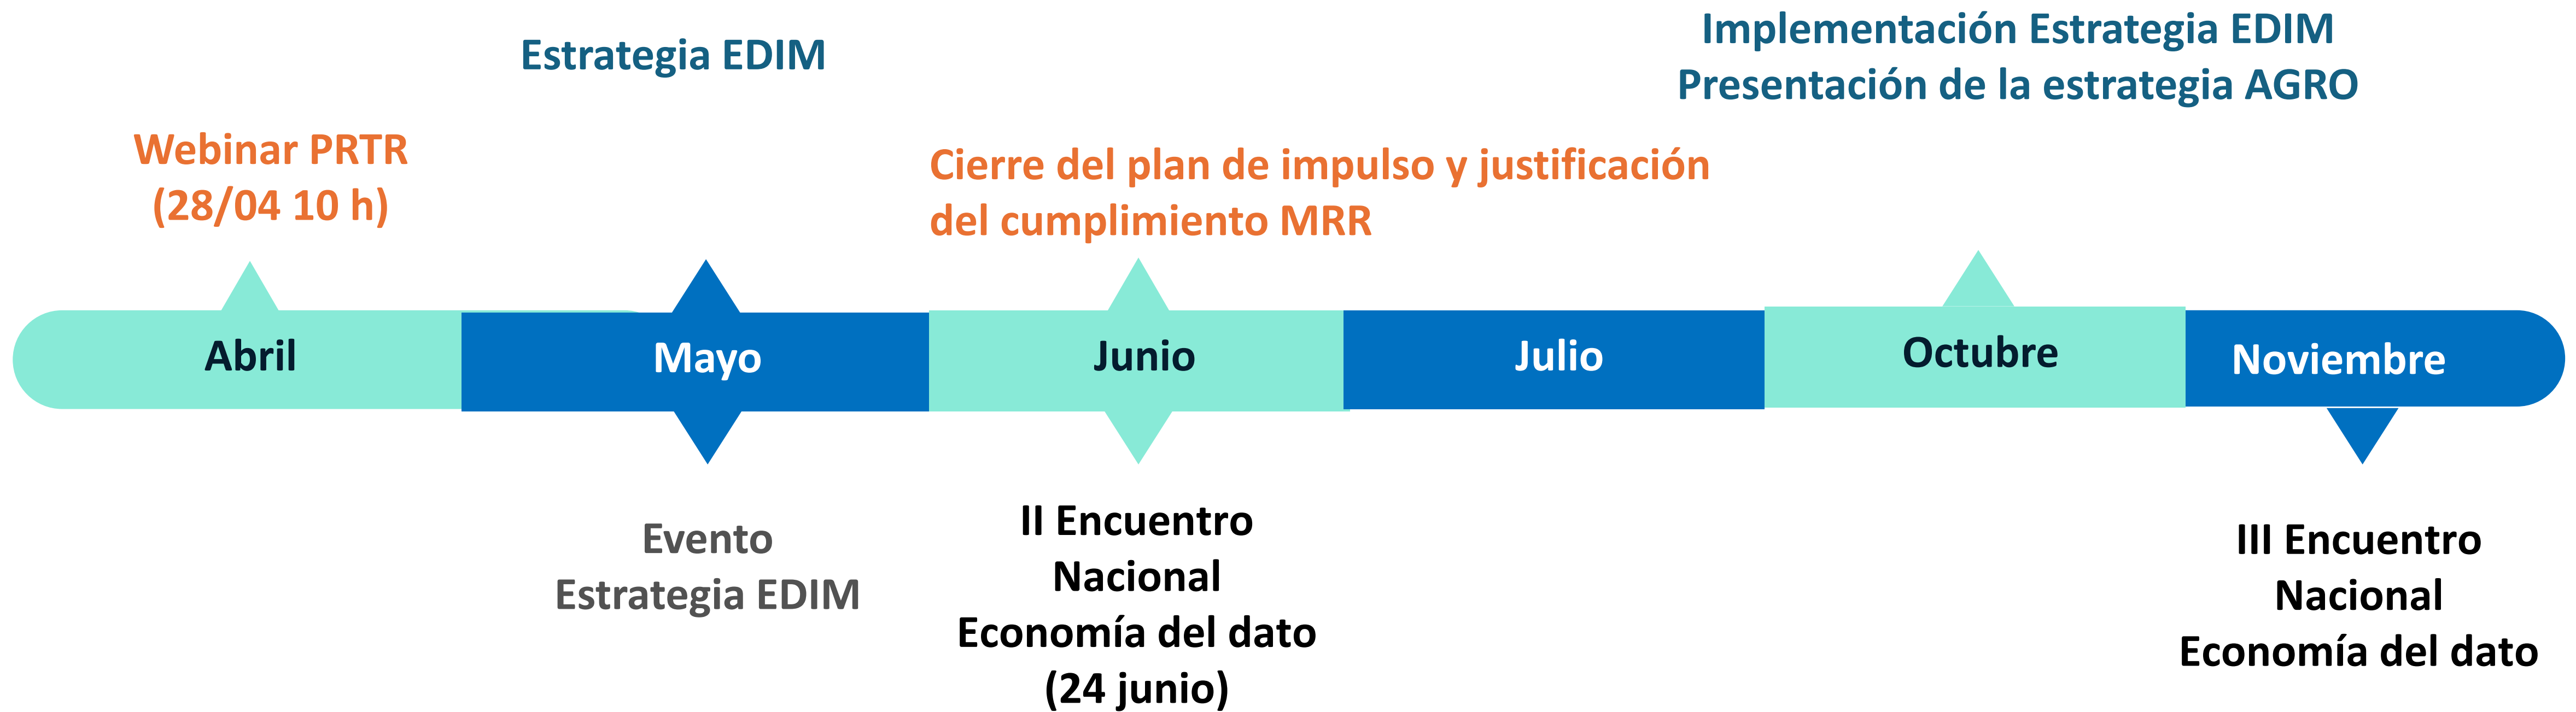 Estrategia EDIM
Implementación Estrategia EDIM
Presentación de la estrategia AGRO
Webinar PRTR
(28/04 10 h)
Cierre del plan de impulso y justificación
del cumplimiento MRR
Abril
Mayo
Junio
Julio
Octubre
Noviembre
Evento
Estrategia EDIM
II Encuentro
Nacional
Economía del dato
(24 junio)
III Encuentro
Nacional
Economía del dato